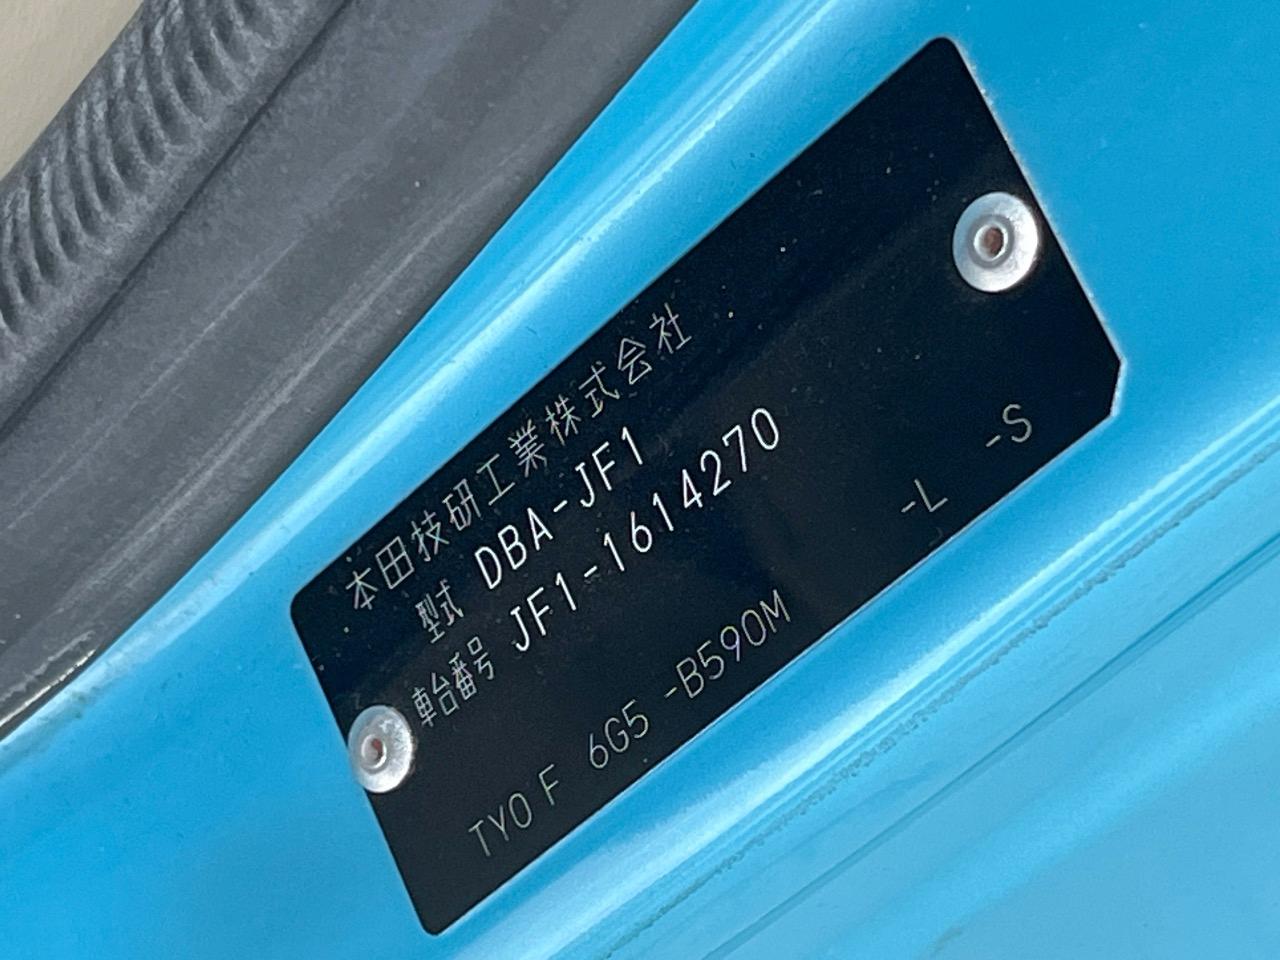 本田技研工業株式会社
型式 DBA-JF1
車台番号 JF1-1614270
TYO F 6G5 -B590M -L -S